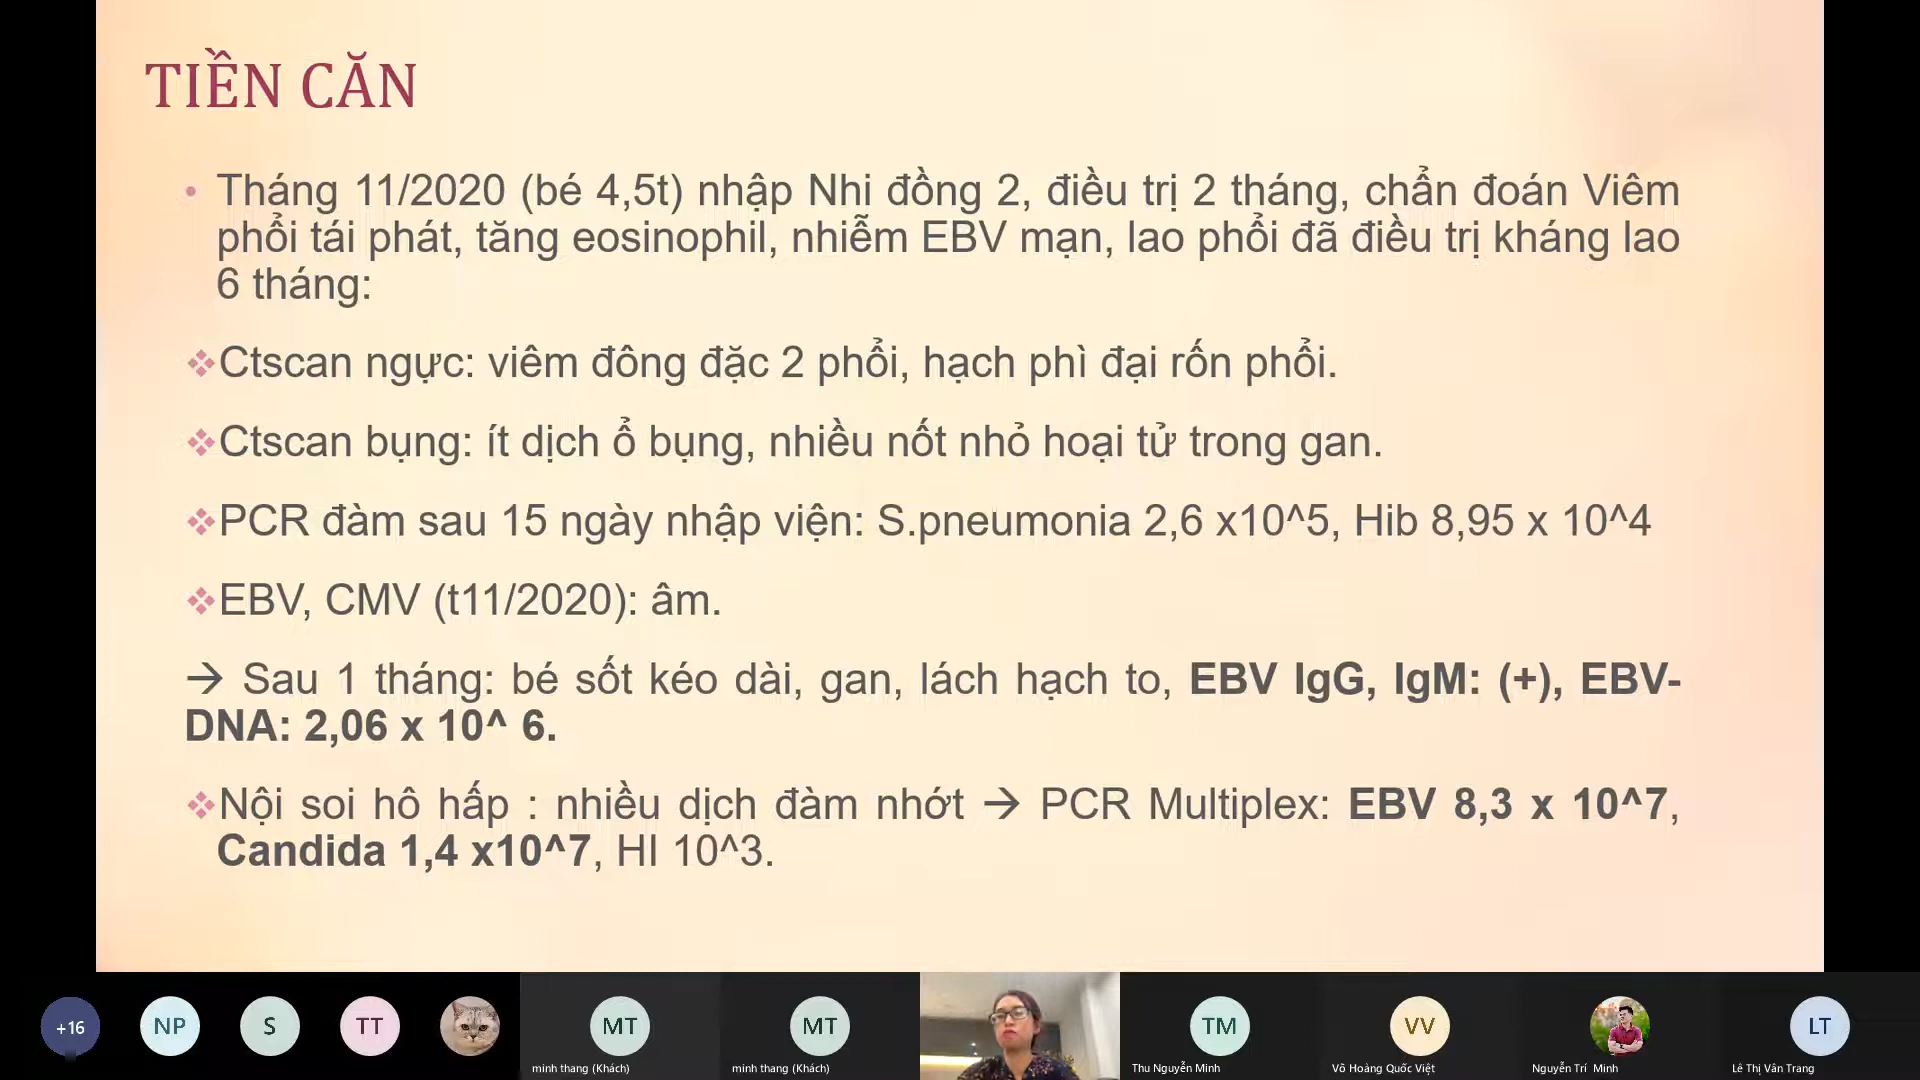 TIỀN CĂN
• Tháng 11/2020 (bé 4,5t) nhập Nhi đồng 2, điều trị 2 tháng, chẩn đoán Viêm
phổi tái phát, tăng eosinophil, nhiễm EBV mạn, lao phổi đã điều trị kháng lao
6 tháng:
❖Ctscan ngực: viêm đông đặc 2 phổi, hạch phì đại rốn phổi.
❖Ctscan bụng: ít dịch ổ bụng, nhiều nốt nhỏ hoại tử trong gan.
❖PCR đàm sau 15 ngày nhập viện: S.pneumonia 2,6 x10^5, Hib 8,95 x 10^4
❖EBV, CMV (t11/2020): âm.
→ Sau 1 tháng: bé sốt kéo dài, gan, lách hạch to, EBV IgG, IgM: (+), EBV-
DNA: 2,06 x 10^ 6.
❖Nội soi hô hấp : nhiều dịch đàm nhớt → PCR Multiplex: EBV 8,3 x 10^7,
Candida 1,4 x10^7, HI 10^3.
+16 NP S TT MT MT TM VV LT
minh thang (Khách) minh thang (Khách) Thu Nguyễn Minh Võ Hoàng Quốc Việt Nguyễn Trí Minh Lê Thị Vân Trang